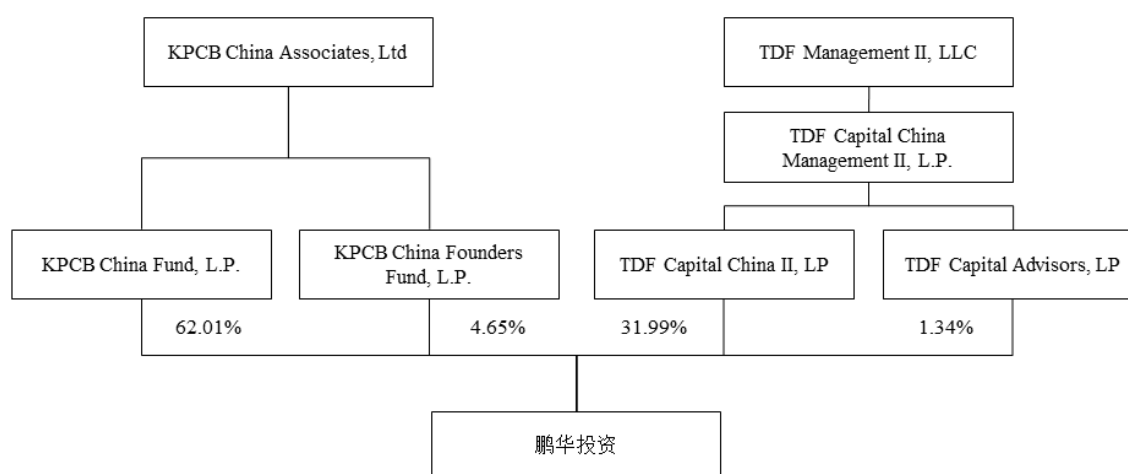 KPCB China Associates, Ltd
TDF Management II, LLC
TDF Capital China
Management II, L.P.
KPCB China Fund, L.P.
KPCB China Founders
Fund, L.P.
TDF Capital China II, LP
TDF Capital Advisors, LP
62.01%
4.65%
31.99%
1.34%
鹏华投资